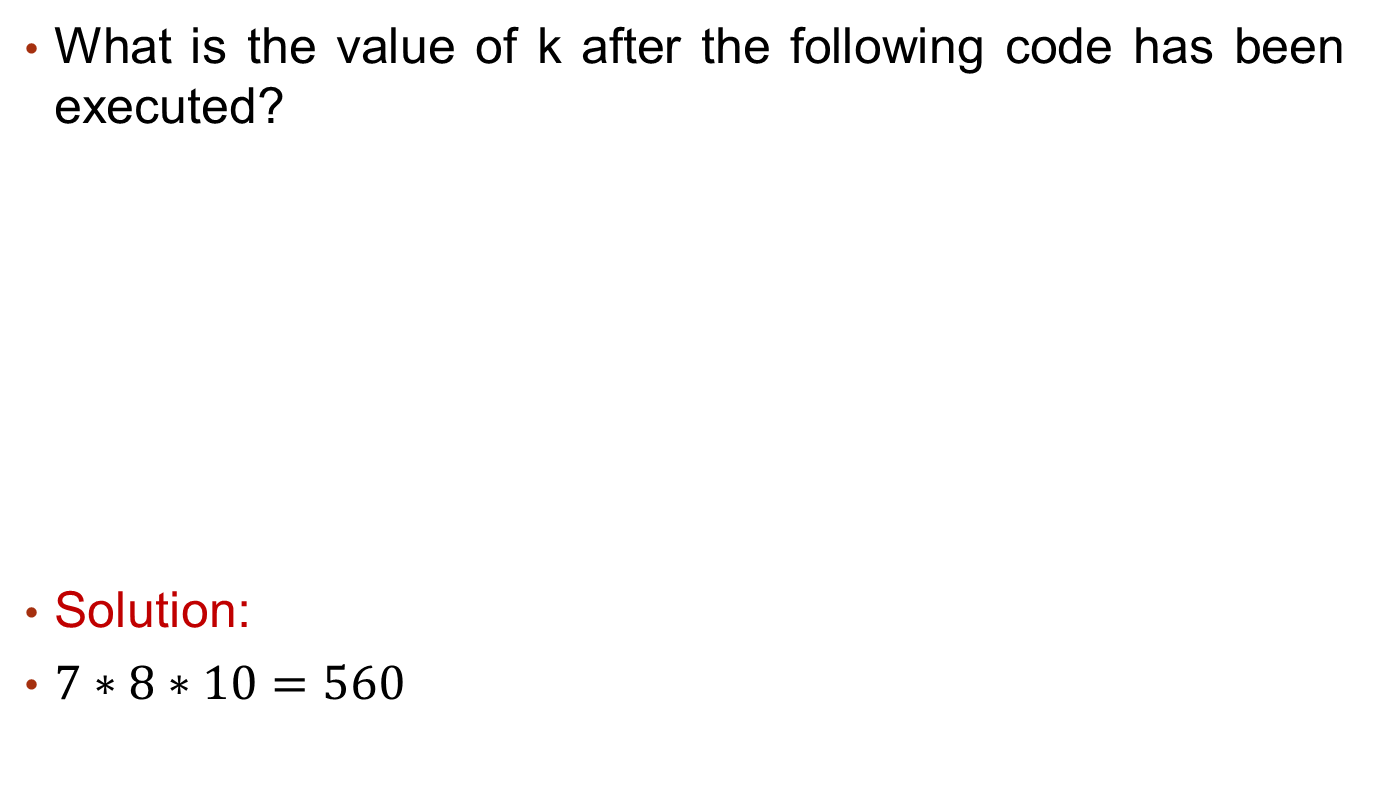 • What is the value of k after the following code has been
executed?
• Solution:
• 7 ∗ 8 ∗ 10 = 560